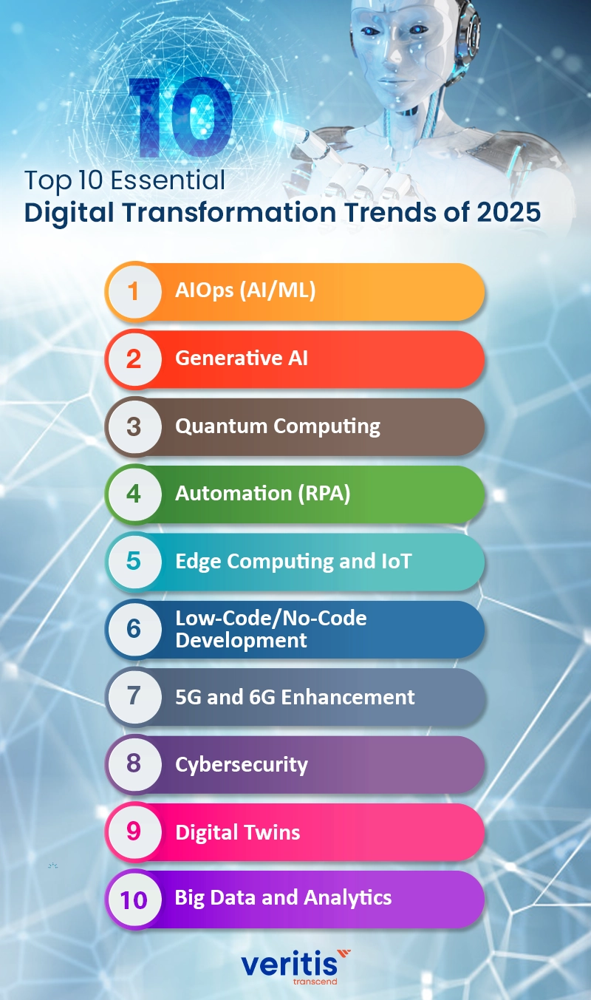 10
Top 10 Essential
Digital Transformation Trends of 2025
1
AIOps (AI/ML)
2
Generative AI
3
Quantum Computing
4
Automation (RPA)
5
Edge Computing and IoT
6
Low-Code/No-Code
Development
7
5G and 6G Enhancement
8
Cybersecurity
9
Digital Twins
10
Big Data and Analytics
veritis
transcend